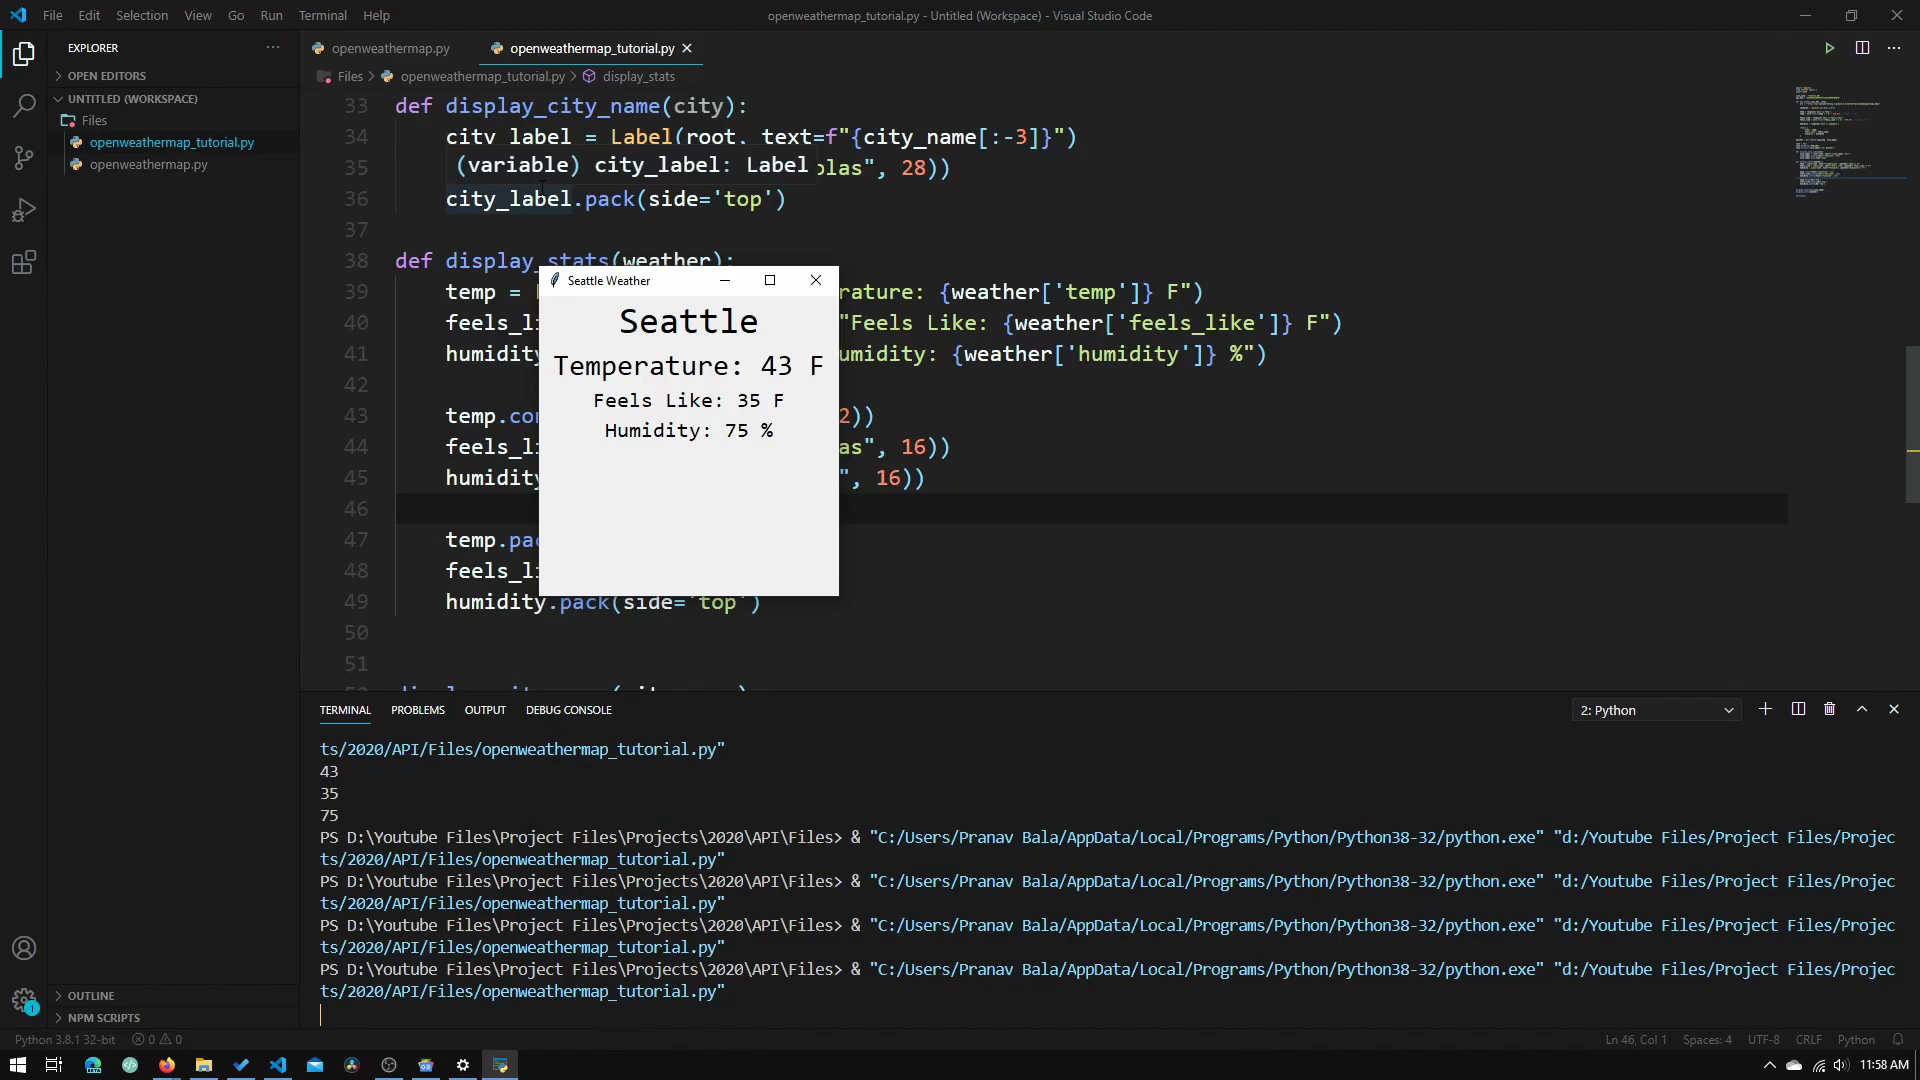 File Edit Selection View Go Run Terminal Help
openweathermap_tutorial.py - Untitled (Workspace) - Visual Studio Code
EXPLORER
OPEN EDITORS
UNTITLED (WORKSPACE)
Files
openweathermap_tutorial.py
openweathermap.py
openweathermap.py openweathermap_tutorial.py
Files > openweathermap_tutorial.py > display_stats
33 def display_city_name(city):
34 city_label = Label(root, text=f"{city_name[:-3]}")
(variable) city_label: Label
35 olas", 28))
36 city_label.pack(side='top')
37
38 def display_stats(weather):
39 temp = rature: {weather['temp']} F")
40 feels_li "Feels Like: {weather['feels_like']} F")
41 humidity umidity: {weather['humidity']} %")
42
43 temp.con 2))
44 feels_li as", 16))
45 humidity ", 16))
46
47 temp.pac
48 feels_li
49 humidity.pack(side='top')
50
51
Seattle Weather
Seattle
Temperature: 43 F
Feels Like: 35 F
Humidity: 75 %
TERMINAL PROBLEMS OUTPUT DEBUG CONSOLE
2: Python
ts/2020/API/Files/openweathermap_tutorial.py"
43
35
75
PS D:\Youtube Files\Project Files\Projects\2020\API\Files> & "C:/Users/Pranav Bala/AppData/Local/Programs/Python/Python38-32/python.exe" "d:/Youtube Files/Project Files/Projec
ts/2020/API/Files/openweathermap_tutorial.py"
PS D:\Youtube Files\Project Files\Projects\2020\API\Files> & "C:/Users/Pranav Bala/AppData/Local/Programs/Python/Python38-32/python.exe" "d:/Youtube Files/Project Files/Projec
ts/2020/API/Files/openweathermap_tutorial.py"
PS D:\Youtube Files\Project Files\Projects\2020\API\Files> & "C:/Users/Pranav Bala/AppData/Local/Programs/Python/Python38-32/python.exe" "d:/Youtube Files/Project Files/Projec
ts/2020/API/Files/openweathermap_tutorial.py"
PS D:\Youtube Files\Project Files\Projects\2020\API\Files> & "C:/Users/Pranav Bala/AppData/Local/Programs/Python/Python38-32/python.exe" "d:/Youtube Files/Project Files/Projec
ts/2020/API/Files/openweathermap_tutorial.py"
OUTLINE
NPM SCRIPTS
1
Python 3.8.1 32-bit 0 0
Ln 46, Col 1 Spaces: 4 UTF-8 CRLF Python
11:58 AM